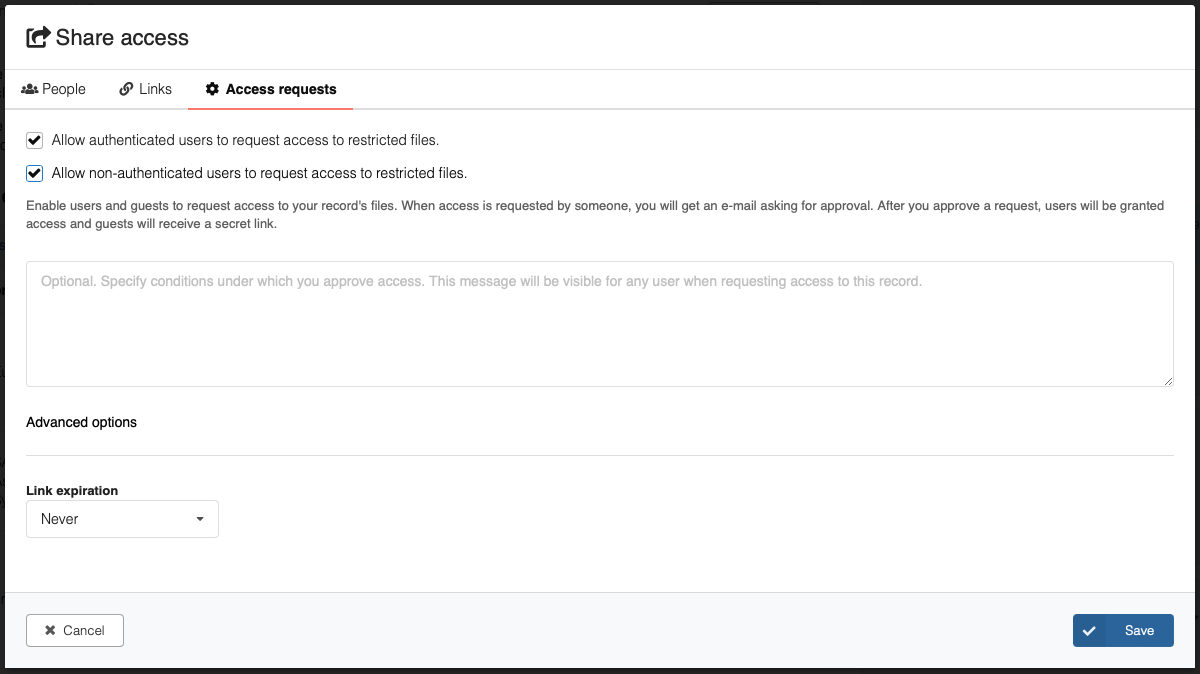 Share access
People
Links
Access requests
Allow authenticated users to request access to restricted files.
Allow non-authenticated users to request access to restricted files.
Enable users and guests to request access to your record's files. When access is requested by someone, you will get an e-mail asking for approval. After you approve a request, users will be granted
access and guests will receive a secret link.
Optional. Specify conditions under which you approve access. This message will be visible for any user when requesting access to this record.
Advanced options
Link expiration
Never
Cancel
Save